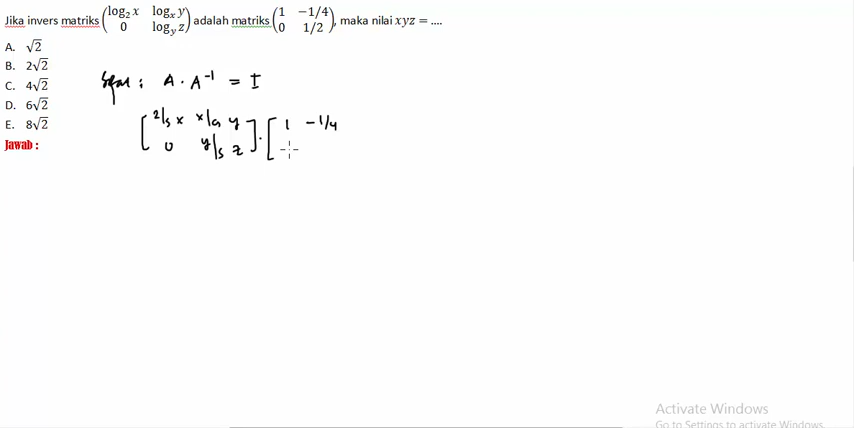 Jika invers matriks (log₂ x  logₓ y
0  log_y z) adalah matriks (1  −1/4
0  1/2), maka nilai xyz = ....
A. √2
B. 2√2
C. 4√2
D. 6√2
E. 8√2
Jawab :
Sifat : A · A⁻¹ = I
[ ²log x  ˣlog y ] · [ 1  -1/4
0  ʸlog z
Activate Windows
Go to Settings to activate Windows.